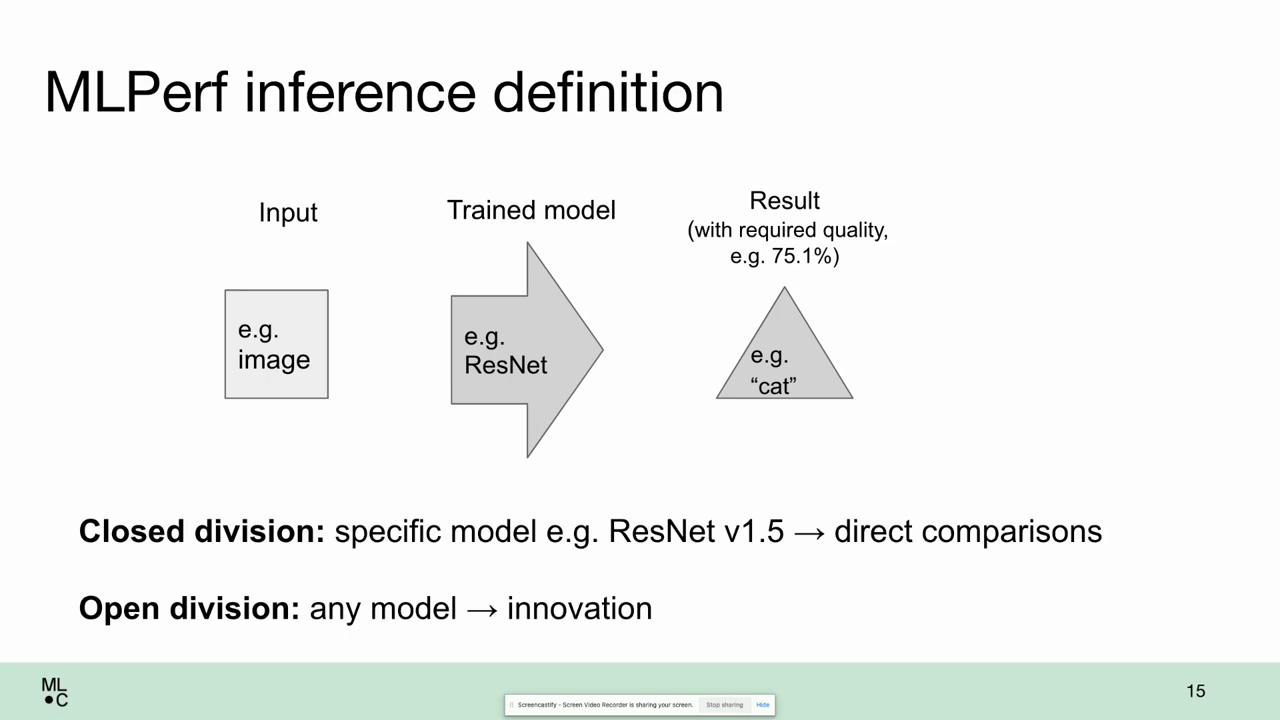 MLPerf inference definition
Input
Trained model
Result
(with required quality,
e.g. 75.1%)
e.g.
image
e.g.
ResNet
e.g.
“cat”
Closed division: specific model e.g. ResNet v1.5 → direct comparisons
Open division: any model → innovation
ML
C
Screencastify - Screen Video Recorder is sharing your screen.
Stop sharing
Hide
15